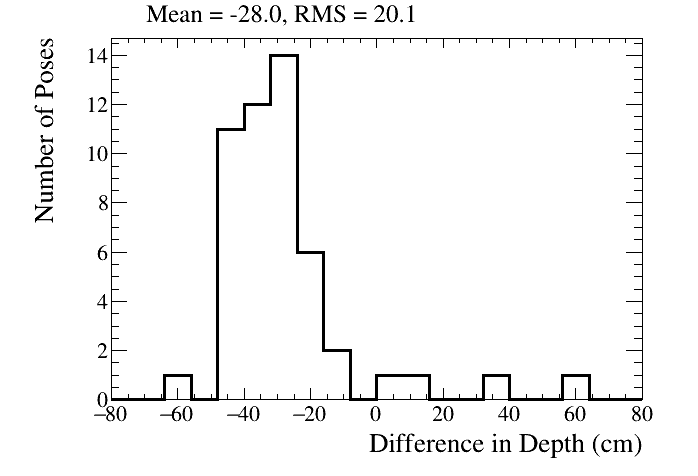 Mean = -28.0, RMS = 20.1
Number of Poses
14
12
10
8
6
4
2
0
−80 −60 −40 −20 0 20 40 60 80
Difference in Depth (cm)